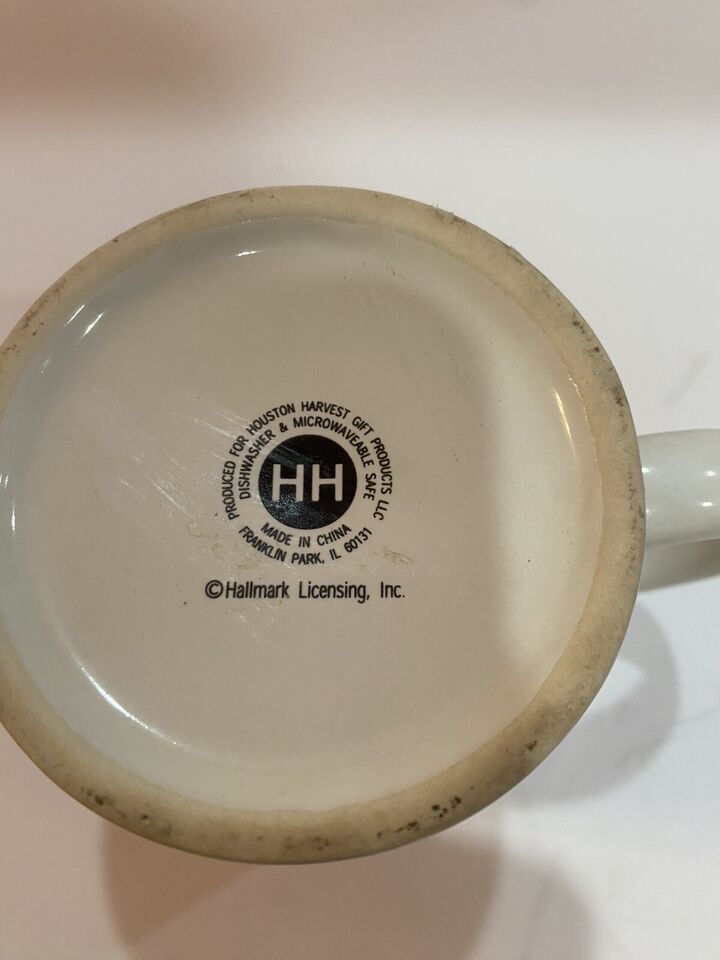 PRODUCED FOR HOUSTON HARVEST GIFT PRODUCTS LLC
DISHWASHER & MICROWAVEABLE SAFE
HH
MADE IN CHINA
FRANKLIN PARK, IL 60131
©Hallmark Licensing, Inc.